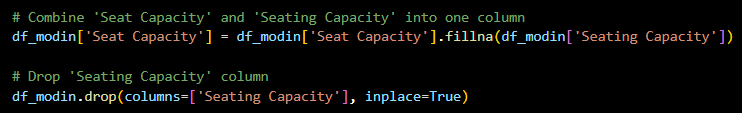 # Combine 'Seat Capacity' and 'Seating Capacity' into one column
df_modin['Seat Capacity'] = df_modin['Seat Capacity'].fillna(df_modin['Seating Capacity'])
# Drop 'Seating Capacity' column
df_modin.drop(columns=['Seating Capacity'], inplace=True)